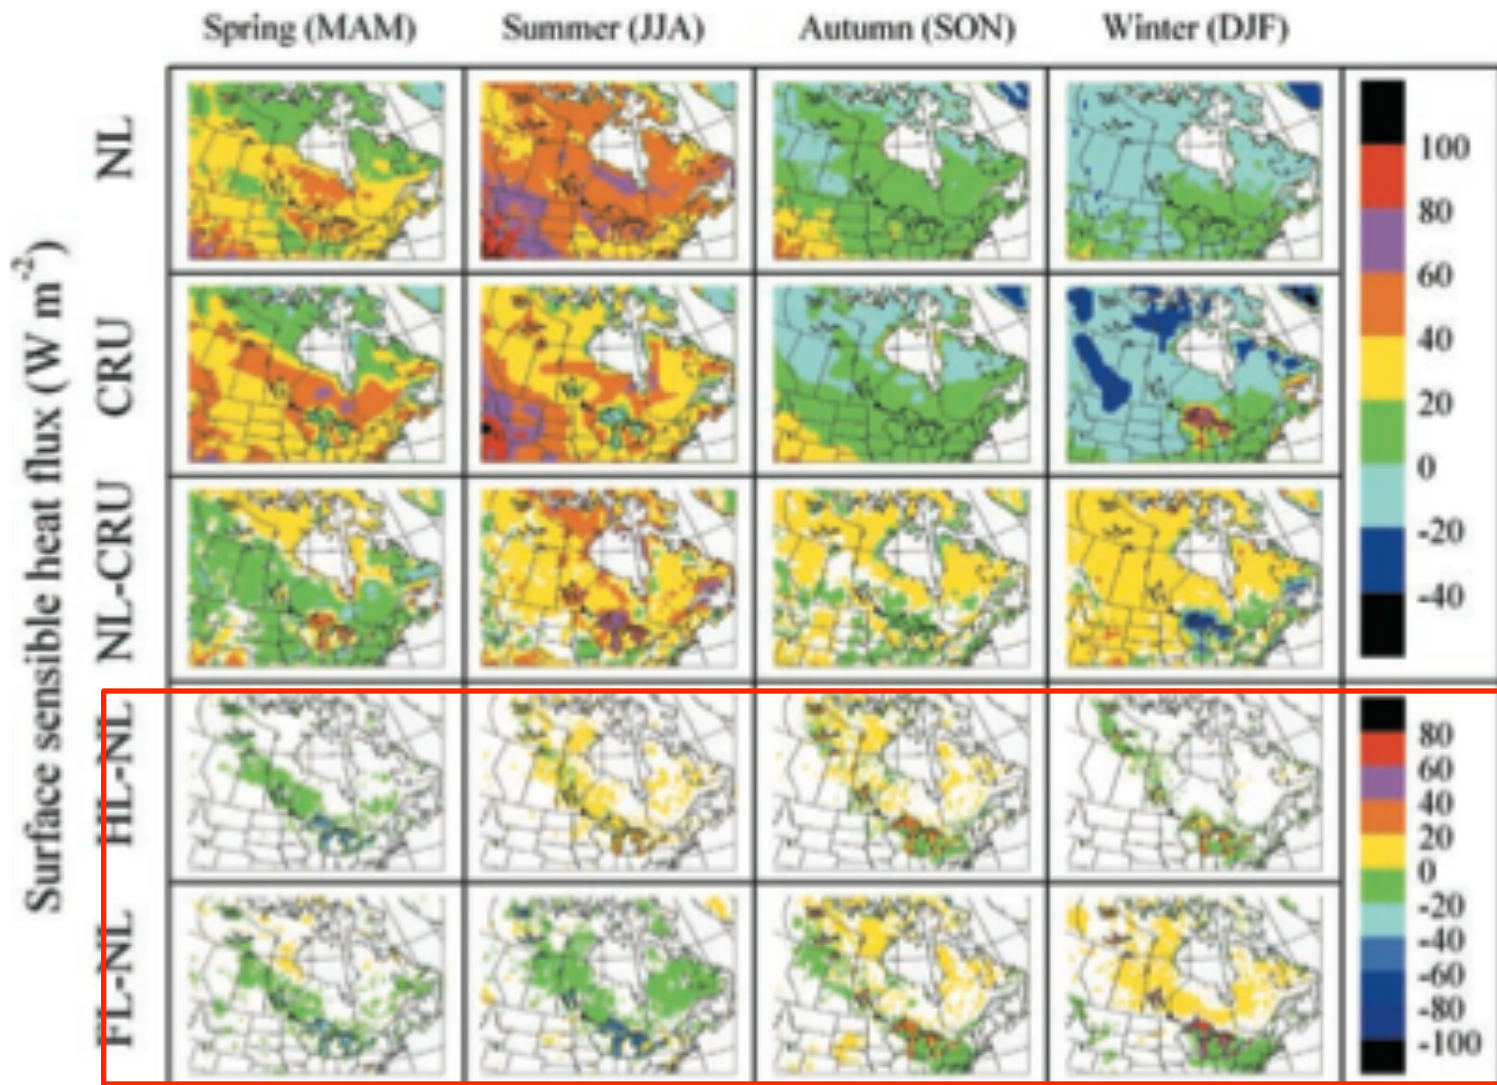 Spring (MAM) Summer (JJA) Autumn (SON) Winter (DJF)
Surface sensible heat flux (W m⁻²)
NL
CRU
NL-CRU
HL-NL
FL-NL
100
80
60
40
20
0
-20
-40
80
60
40
20
0
-20
-40
-60
-80
-100